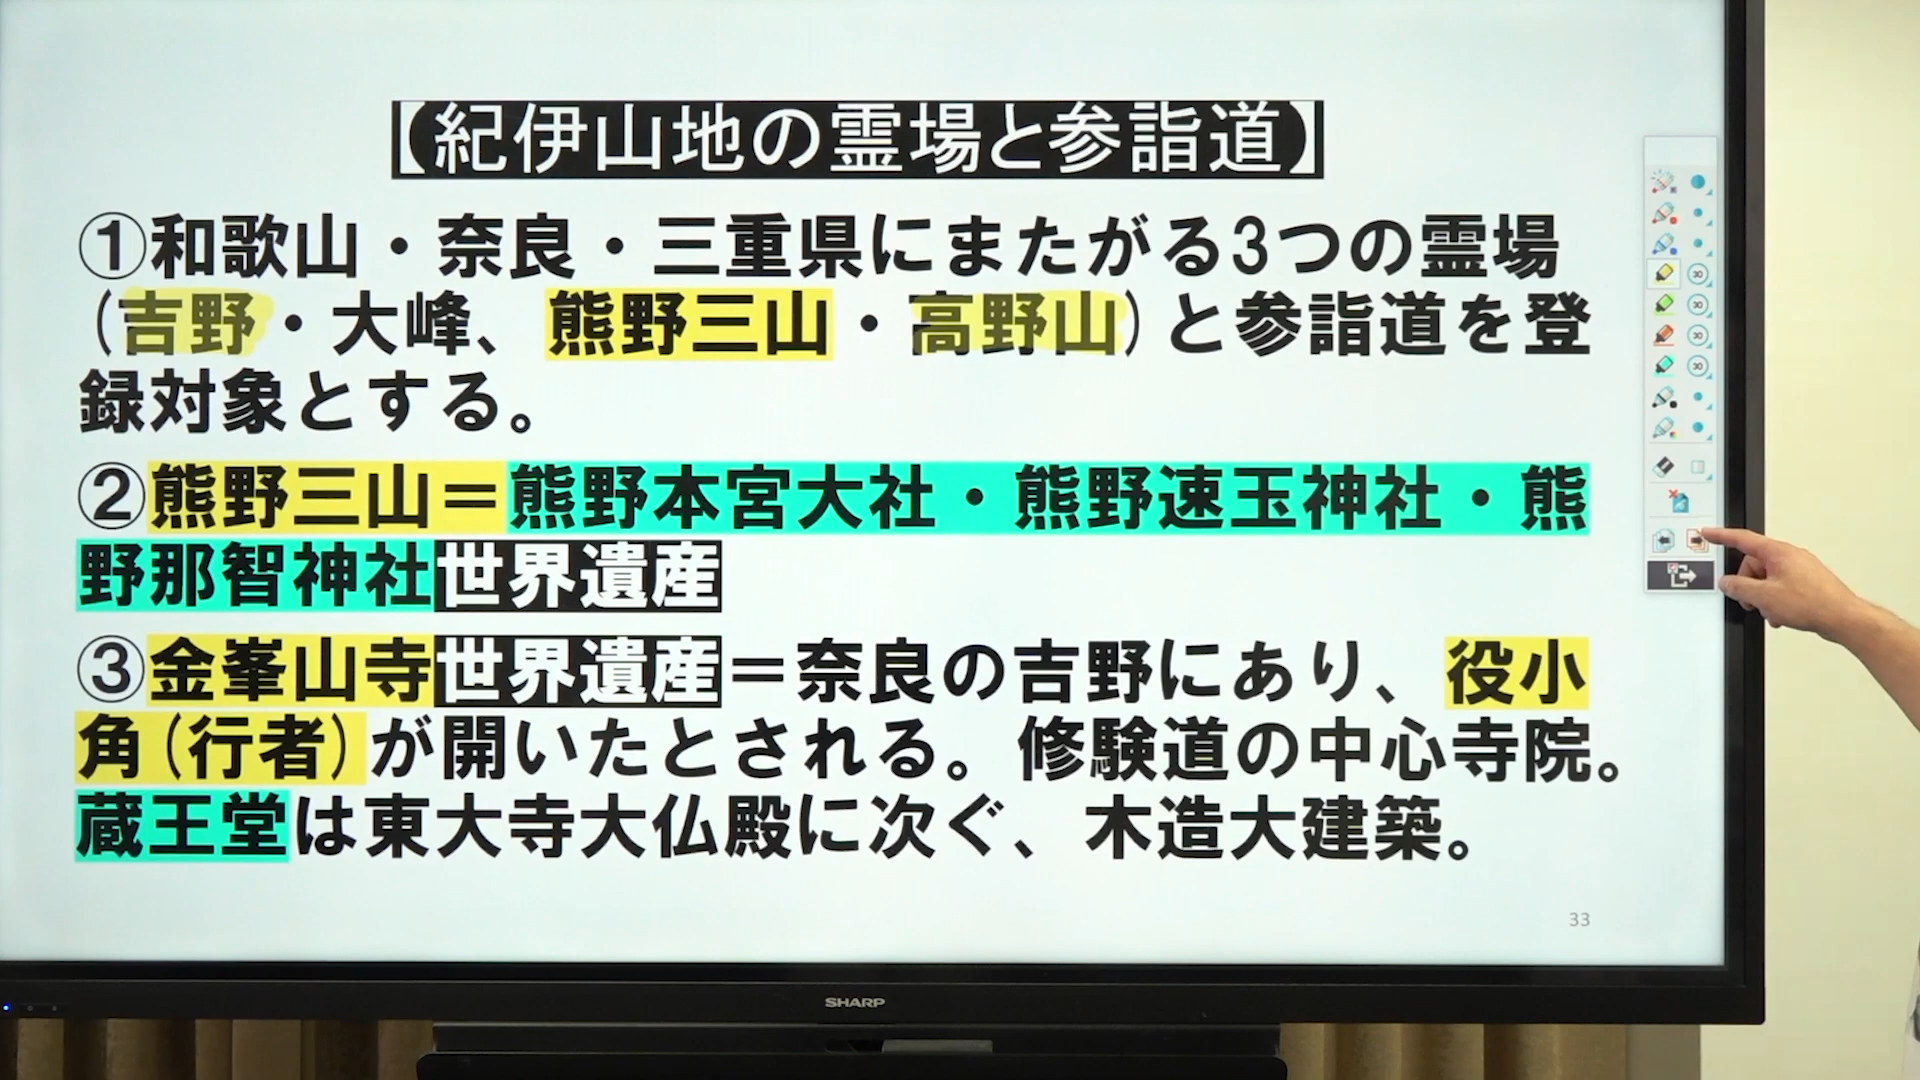 【紀伊山地の霊場と参詣道】
①和歌山・奈良・三重県にまたがる3つの霊場
(吉野・大峰、熊野三山・高野山)と参詣道を登
録対象とする。
②熊野三山＝熊野本宮大社・熊野速玉神社・熊
野那智神社世界遺産
③金峯山寺世界遺産＝奈良の吉野にあり、役小
角(行者)が開いたとされる。修験道の中心寺院。
蔵王堂は東大寺大仏殿に次ぐ、木造大建築。
33
30
30
30
30
SHARP